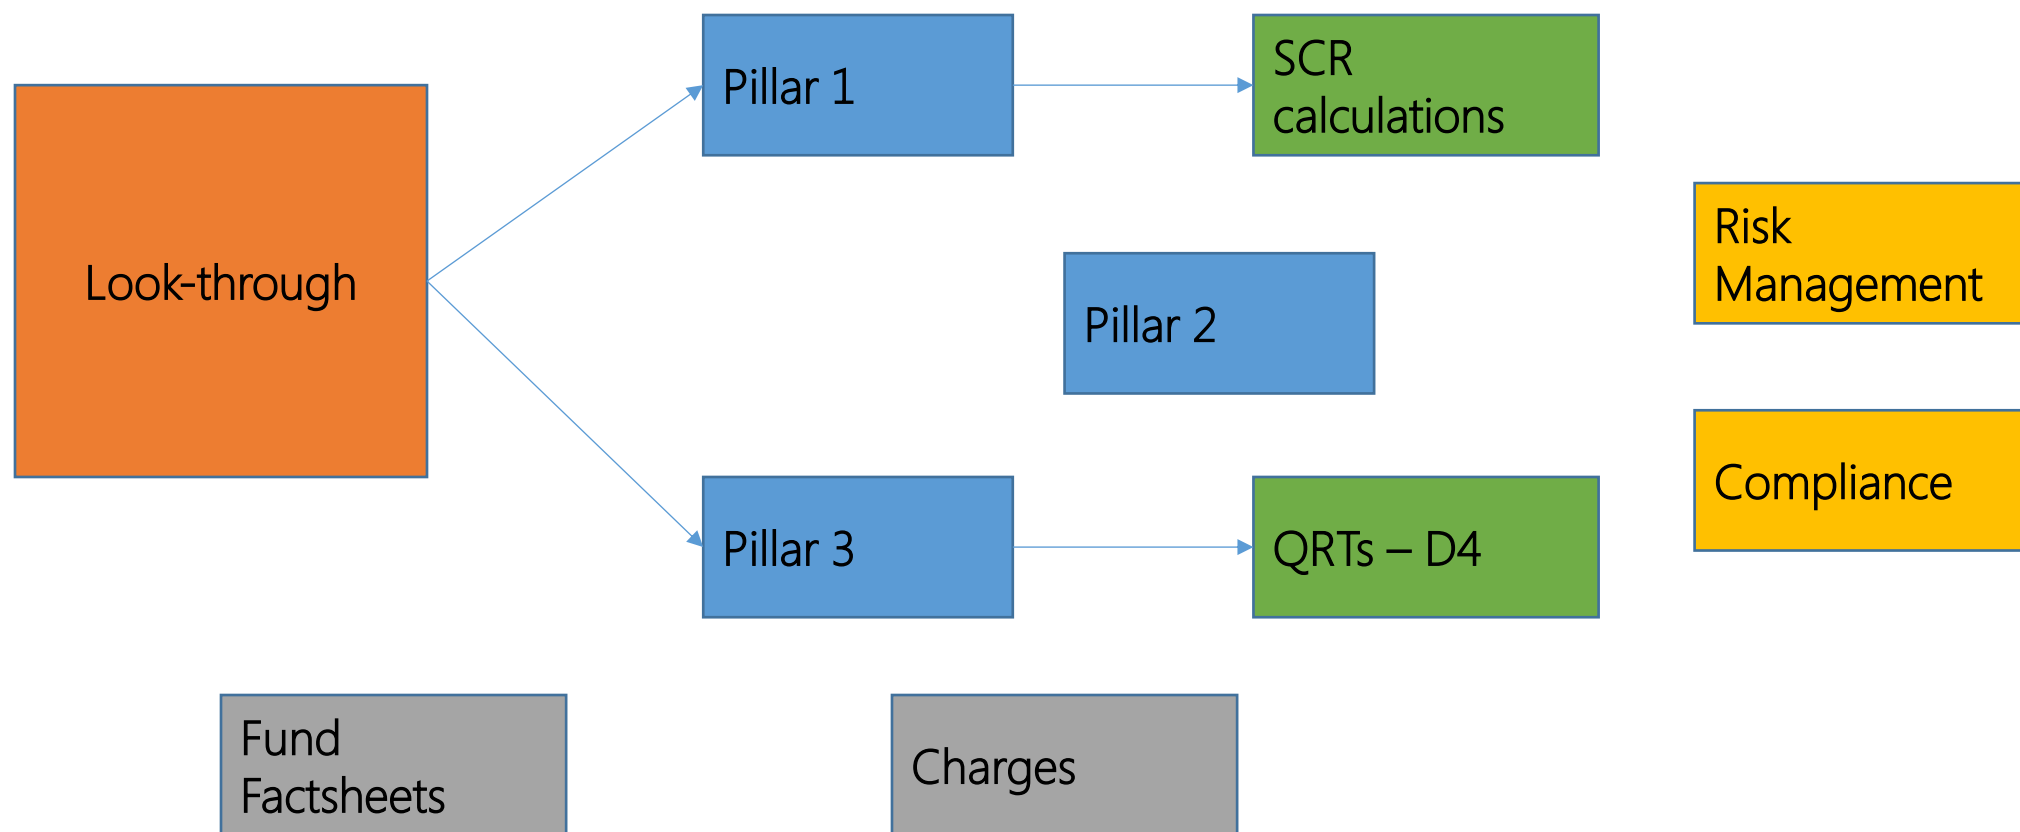 Look-through
Pillar 1
SCR
calculations
Pillar 2
Risk
Management
Pillar 3
QRTs – D4
Compliance
Fund
Factsheets
Charges